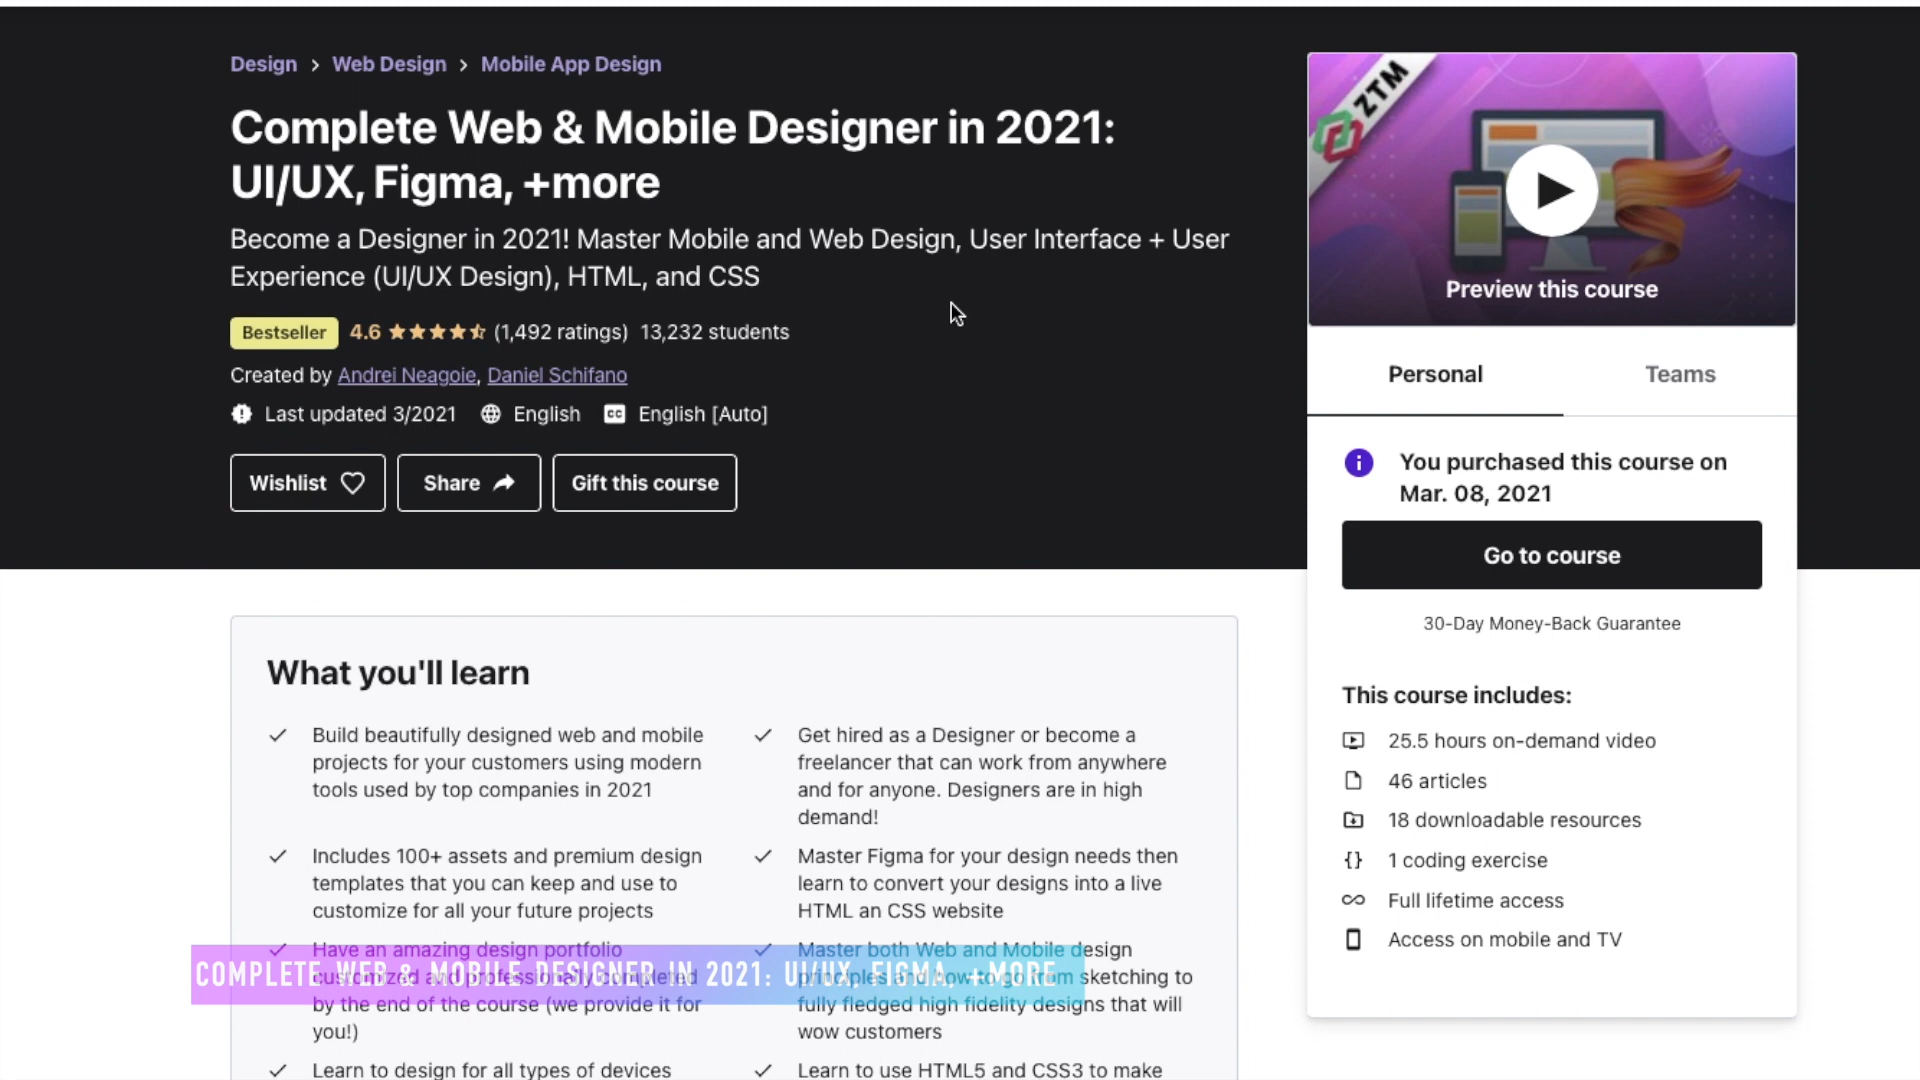 Design > Web Design > Mobile App Design
Complete Web & Mobile Designer in 2021:
UI/UX, Figma, +more
Become a Designer in 2021! Master Mobile and Web Design, User Interface + User
Experience (UI/UX Design), HTML, and CSS
Bestseller 4.6 (1,492 ratings) 13,232 students
Created by Andrei Neagoie, Daniel Schifano
Last updated 3/2021 English CC English [Auto]
Wishlist Share Gift this course
ZTM
Preview this course
Personal Teams
You purchased this course on
Mar. 08, 2021
Go to course
30-Day Money-Back Guarantee
This course includes:
25.5 hours on-demand video
46 articles
18 downloadable resources
1 coding exercise
Full lifetime access
Access on mobile and TV
What you'll learn
Build beautifully designed web and mobile
projects for your customers using modern
tools used by top companies in 2021
Get hired as a Designer or become a
freelancer that can work from anywhere
and for anyone. Designers are in high
demand!
Includes 100+ assets and premium design
templates that you can keep and use to
customize for all your future projects
Master Figma for your design needs then
learn to convert your designs into a live
HTML an CSS website
Have an amazing design portfolio
customized and professionally completed
by the end of the course (we provide it for
you!)
Master both Web and Mobile design
principles and how to go from sketching to
fully fledged high fidelity designs that will
wow customers
Learn to design for all types of devices
Learn to use HTML5 and CSS3 to make
COMPLETE WEB & MOBILE DESIGNER IN 2021: UI/UX, FIGMA, +MORE